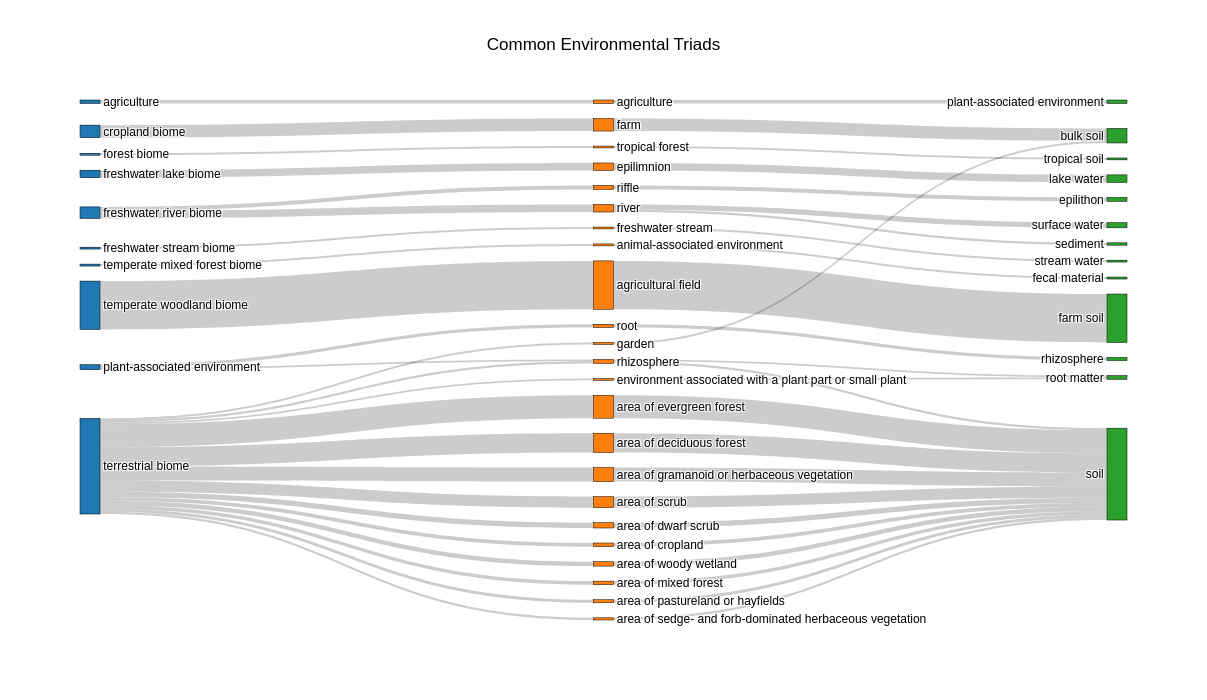 Common Environmental Triads
agriculture
cropland biome
forest biome
freshwater lake biome
freshwater river biome
freshwater stream biome
temperate mixed forest biome
temperate woodland biome
plant-associated environment
terrestrial biome
agriculture
farm
tropical forest
epilimnion
riffle
river
freshwater stream
animal-associated environment
agricultural field
root
garden
rhizosphere
environment associated with a plant part or small plant
area of evergreen forest
area of deciduous forest
area of gramanoid or herbaceous vegetation
area of scrub
area of dwarf scrub
area of cropland
area of woody wetland
area of mixed forest
area of pastureland or hayfields
area of sedge- and forb-dominated herbaceous vegetation
plant-associated environment
bulk soil
tropical soil
lake water
epilithon
surface water
sediment
stream water
fecal material
farm soil
rhizosphere
root matter
soil